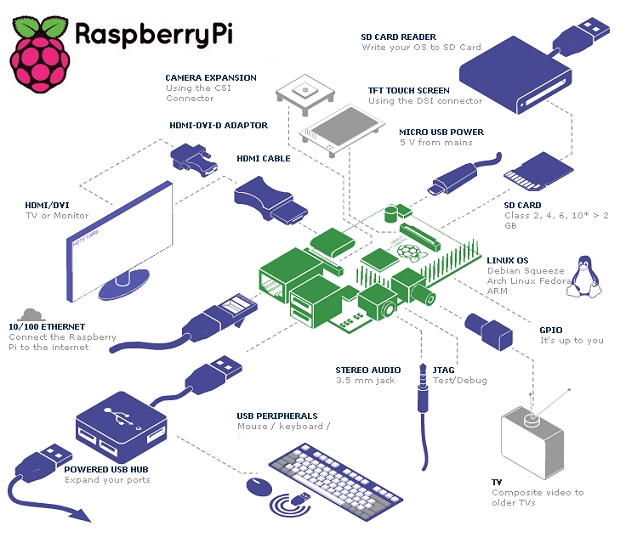 RaspberryPi
SD CARD READER
Write your OS to SD Card
CAMERA EXPANSION
Using the CSI
Connector
TFT TOUCH SCREEN
Using the DSI connector
HDMI-DVI-D ADAPTOR
MICRO USB POWER
5 V from mains
HDMI CABLE
HDMI/DVI
TV or Monitor
SD CARD
Class 2, 4, 6, 10* > 2
GB
LINUX OS
Debian Squeeze
Arch Linux Fedora
ARM
10/100 ETHERNET
Connect the Raspberry
Pi to the internet
GPIO
It's up to you
STEREO AUDIO
3.5 mm jack
JTAG
Test/Debug
USB PERIPHERALS
Mouse / keyboard /
POWERED USB HUB
Expand your ports
TV
Composite video to
older TVs